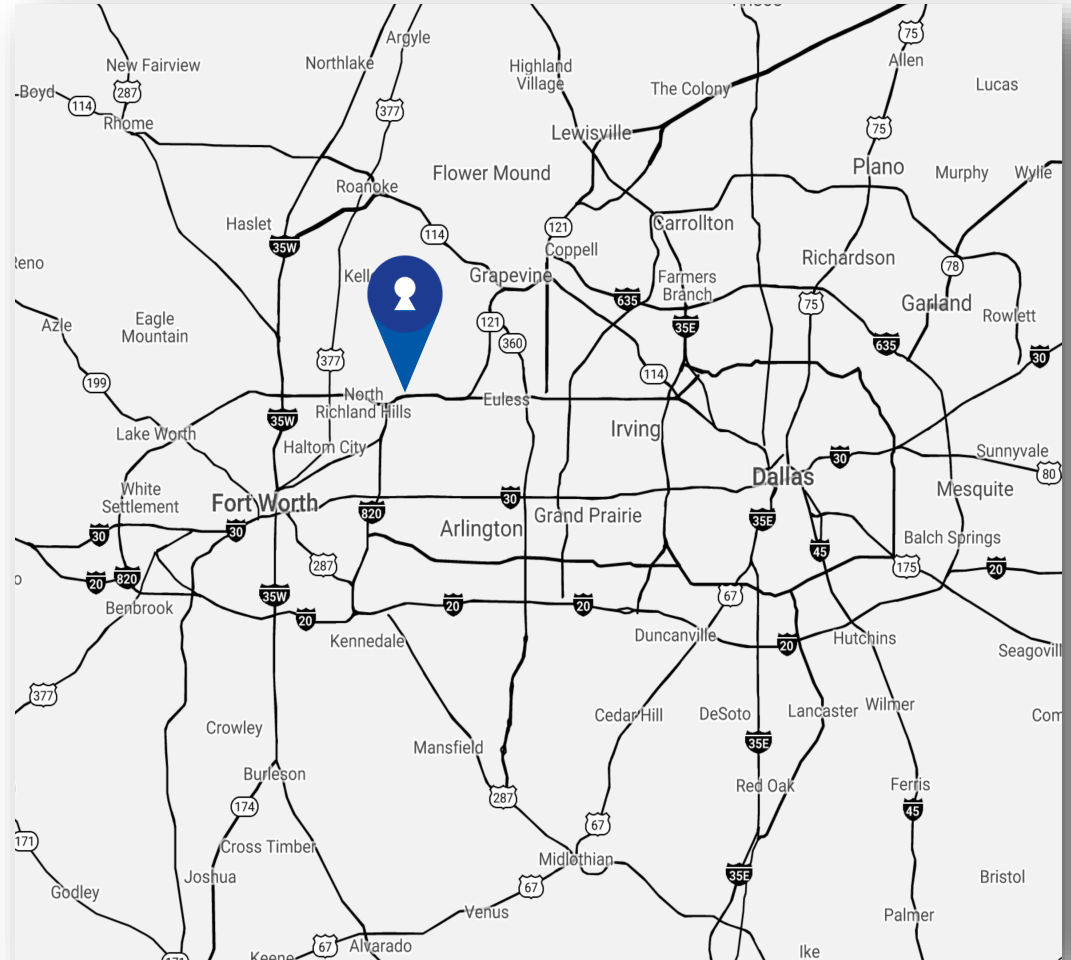 Argyle
75
New Fairview
Northlake
Highland
Village
Allen
Boyd
114
287
377
The Colony
Lucas
Rhome
Lewisville
75
Roanoke
Flower Mound
Plano
Murphy
Wylie
Haslet
35W
114
121
Carrollton
Coppell
Richardson
78
Grapevine
Farmers
Branch
635
75
Garland
Rowlett
Azle
Eagle
Mountain
121
360
35E
635
30
377
199
114
North
Richland Hills
Euless
35W
Lake Worth
Haltom City
Irving
30
Sunnyvale
80
White
Settlement
Fort Worth
30
Dallas
Mesquite
820
Arlington
Grand Prairie
35E
30
30
45
Balch Springs
287
175
20
20
820
35W
Benbrook
20
20
20
67
Kennedale
Duncanville
20
Hutchins
377
Crowley
Cedar Hill
DeSoto
Lancaster
Wilmer
Mansfield
35E
Burleson
287
Red Oak
Ferris
174
67
45
171
Cross Timber
Midlothian
Joshua
35E
Godley
67
Bristol
Venus
Palmer
67
Alvarado
Ike